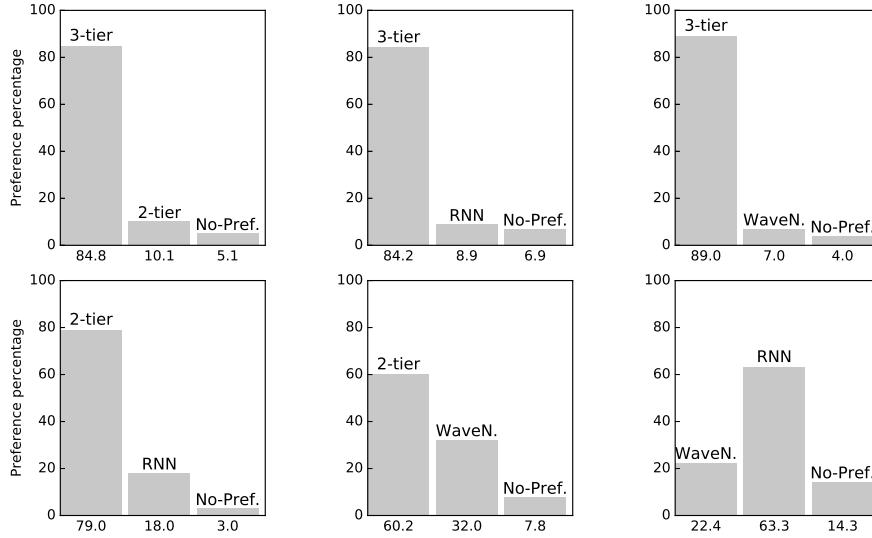 Preference percentage
100
80
60
40
20
0
3-tier
2-tier
No-Pref.
84.8 10.1 5.1
100
80
60
40
20
0
3-tier
RNN
No-Pref.
84.2 8.9 6.9
100
80
60
40
20
0
3-tier
WaveN.
No-Pref.
89.0 7.0 4.0
Preference percentage
100
80
60
40
20
0
2-tier
RNN
No-Pref.
79.0 18.0 3.0
100
80
60
40
20
0
2-tier
WaveN.
No-Pref.
60.2 32.0 7.8
100
80
60
40
20
0
WaveN.
RNN
No-Pref.
22.4 63.3 14.3